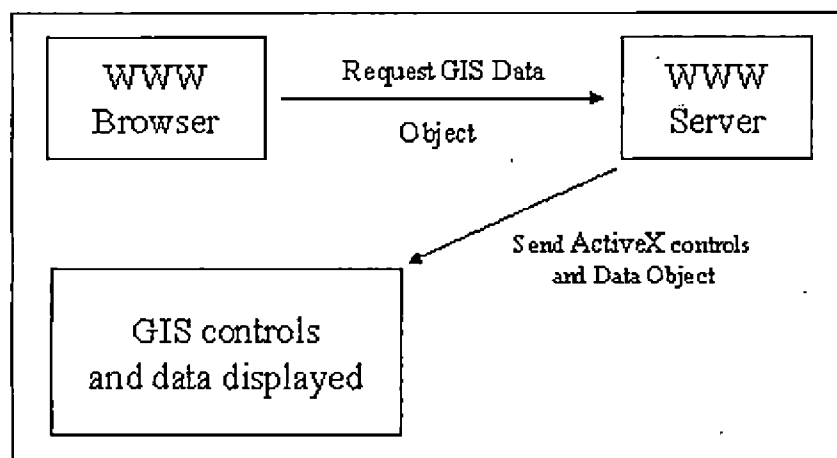 WWW
Browser
Request GIS Data
Object
WWW
Server
Send ActiveX controls
and Data Object
GIS controls
and data displayed